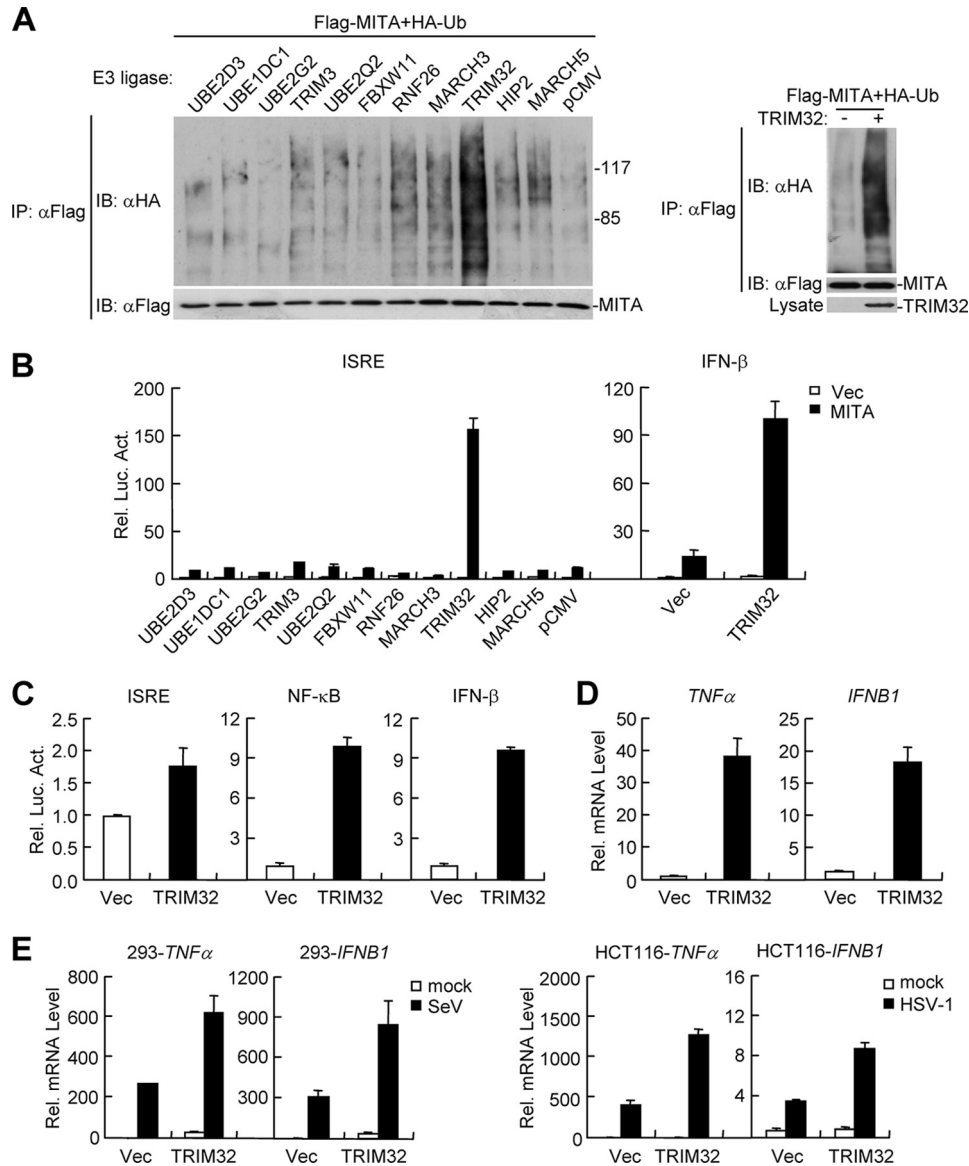 A
Flag-MITA+HA-Ub
E3 ligase:
UBE2D3
UBE1DC1
UBE2G2
TRIM3
UBE2Q2
FBXW11
RNF26
MARCH3
TRIM32
HIP2
MARCH5
pCMV
IP: αFlag
IB: αHA
-117
-85
IB: αFlag
-MITA
Flag-MITA+HA-Ub
TRIM32: - +
IP: αFlag
IB: αHA
IB: αFlag
-MITA
Lysate
-TRIM32
B
ISRE
Rel. Luc. Act.
200
150
100
50
0
UBE2D3
UBE1DC1
UBE2G2
TRIM3
UBE2Q2
FBXW11
RNF26
MARCH3
TRIM32
HIP2
MARCH5
pCMV
IFN-β
120
90
60
30
Vec
TRIM32
Vec
MITA
C
ISRE
Rel. Luc. Act.
2.5
2.0
1.5
1.0
0.5
0.0
Vec TRIM32
NF-κB
12
9
6
3
Vec TRIM32
IFN-β
12
9
6
3
Vec TRIM32
D
TNFα
Rel. mRNA Level
50
40
30
20
10
0
Vec TRIM32
IFNB1
25
20
15
10
5
Vec TRIM32
E
293-TNFα
Rel. mRNA Level
800
600
400
200
0
Vec TRIM32
293-IFNB1
1200
900
600
300
0
Vec TRIM32
mock
SeV
HCT116-TNFα
Rel. mRNA Level
2000
1500
1000
500
0
Vec TRIM32
HCT116-IFNB1
16
12
8
4
Vec TRIM32
mock
HSV-1